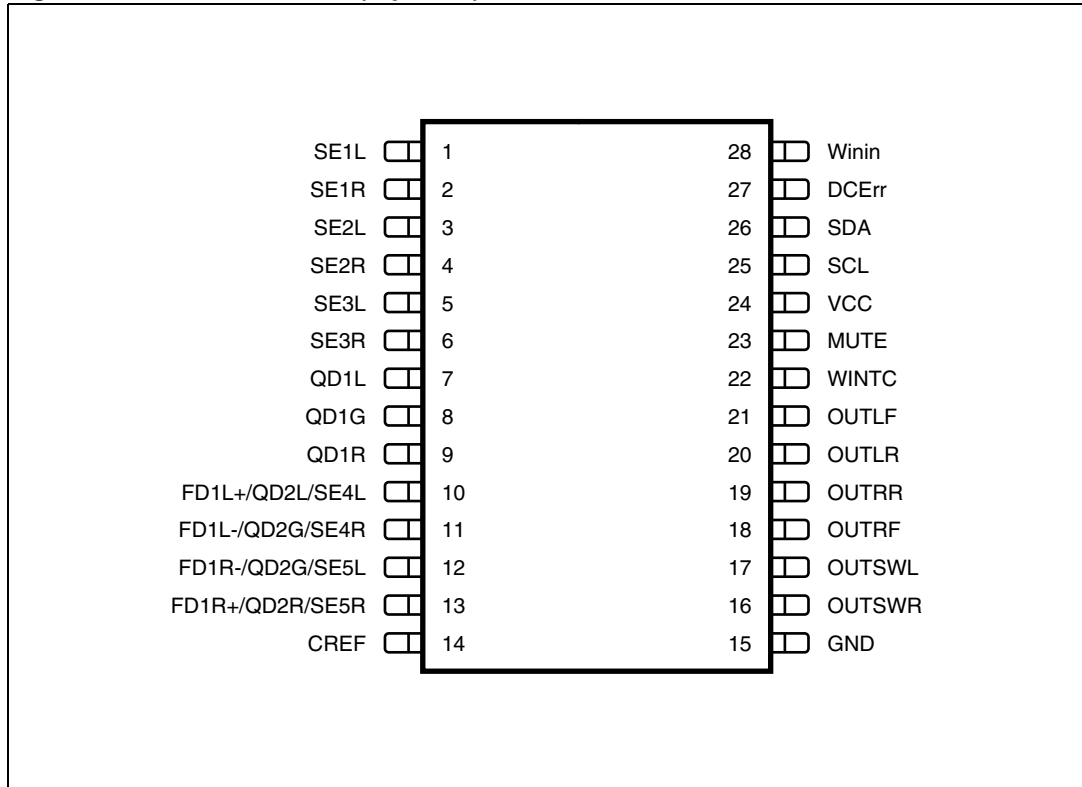 SE1L 1 28 Winin
SE1R 2 27 DCErr
SE2L 3 26 SDA
SE2R 4 25 SCL
SE3L 5 24 VCC
SE3R 6 23 MUTE
QD1L 7 22 WINTC
QD1G 8 21 OUTLF
QD1R 9 20 OUTLR
FD1L+/QD2L/SE4L 10 19 OUTRR
FD1L-/QD2G/SE4R 11 18 OUTRF
FD1R-/QD2G/SE5L 12 17 OUTSWL
FD1R+/QD2R/SE5R 13 16 OUTSWR
CREF 14 15 GND